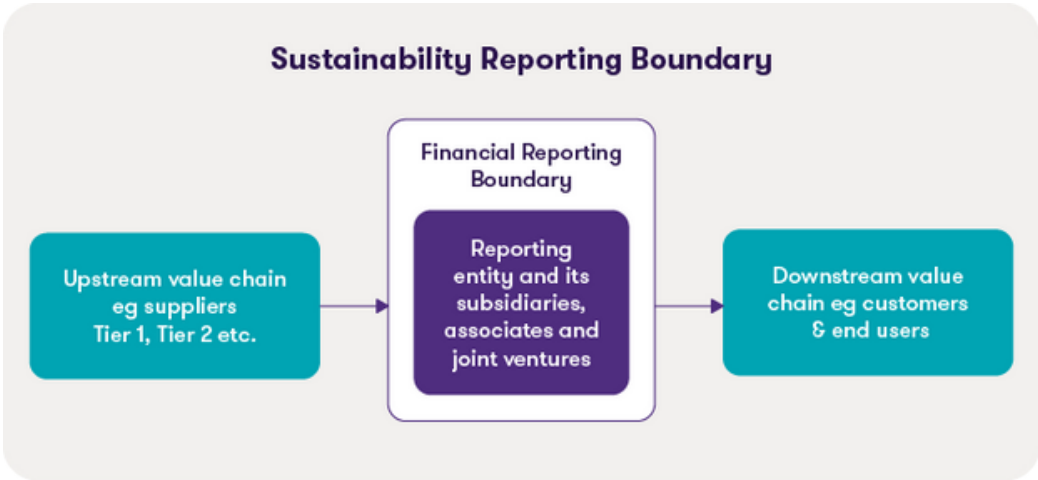 Sustainability Reporting Boundary
Financial Reporting
Boundary
Upstream value chain
eg suppliers
Tier 1, Tier 2 etc.
Reporting
entity and its
subsidiaries,
associates and
joint ventures
Downstream value
chain eg customers
& end users